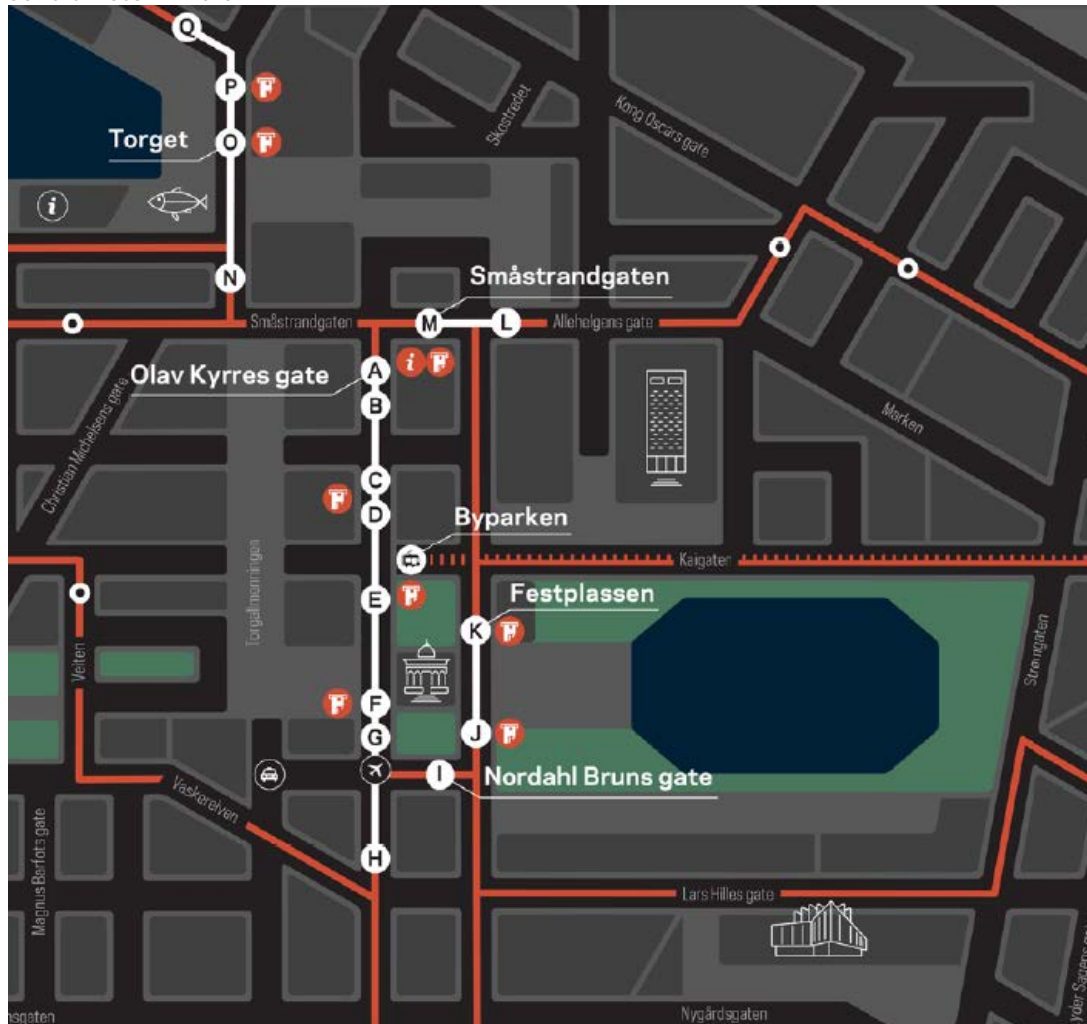 Q
P
Torget
O
i
N
Skostredet
Kong Oscars gate
Småstrandgaten
M
L
Småstrandgaten
Allehelgens gate
Olav Kyrres gate
A
i
B
Christian Michelsens gate
Marken
C
D
Byparken
Kaigaten
Torgallmenningen
E
Festplassen
K
Veiten
Strømgaten
F
G
J
I
Nordahl Bruns gate
Vaskerelven
H
Magnus Barfots gate
Lars Hilles gate
Nygårdsgaten